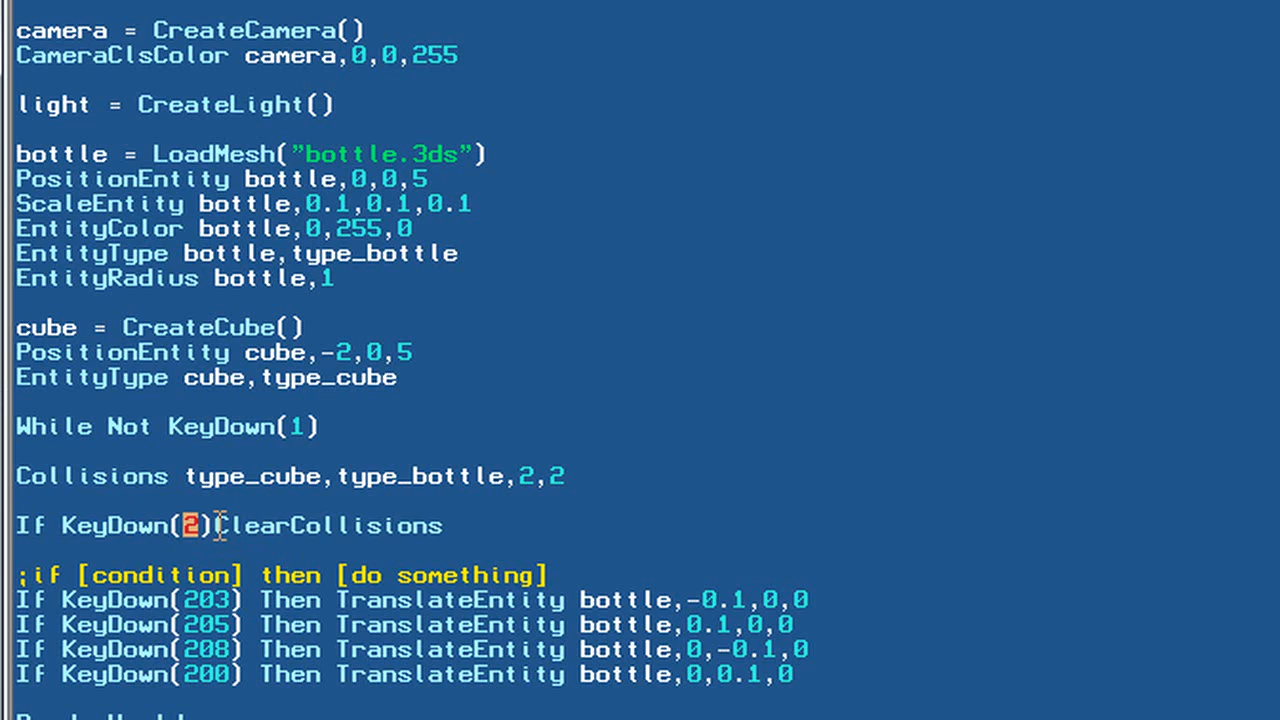 camera = CreateCamera()
CameraClsColor camera,0,0,255
light = CreateLight()
bottle = LoadMesh("bottle.3ds")
PositionEntity bottle,0,0,5
ScaleEntity bottle,0.1,0.1,0.1
EntityColor bottle,0,255,0
EntityType bottle,type_bottle
EntityRadius bottle,1
cube = CreateCube()
PositionEntity cube,-2,0,5
EntityType cube,type_cube
While Not KeyDown(1)
Collisions type_cube,type_bottle,2,2
If KeyDown(2)ClearCollisions
;if [condition] then [do something]
If KeyDown(203) Then TranslateEntity bottle,-0.1,0,0
If KeyDown(205) Then TranslateEntity bottle,0.1,0,0
If KeyDown(208) Then TranslateEntity bottle,0,-0.1,0
If KeyDown(200) Then TranslateEntity bottle,0,0.1,0